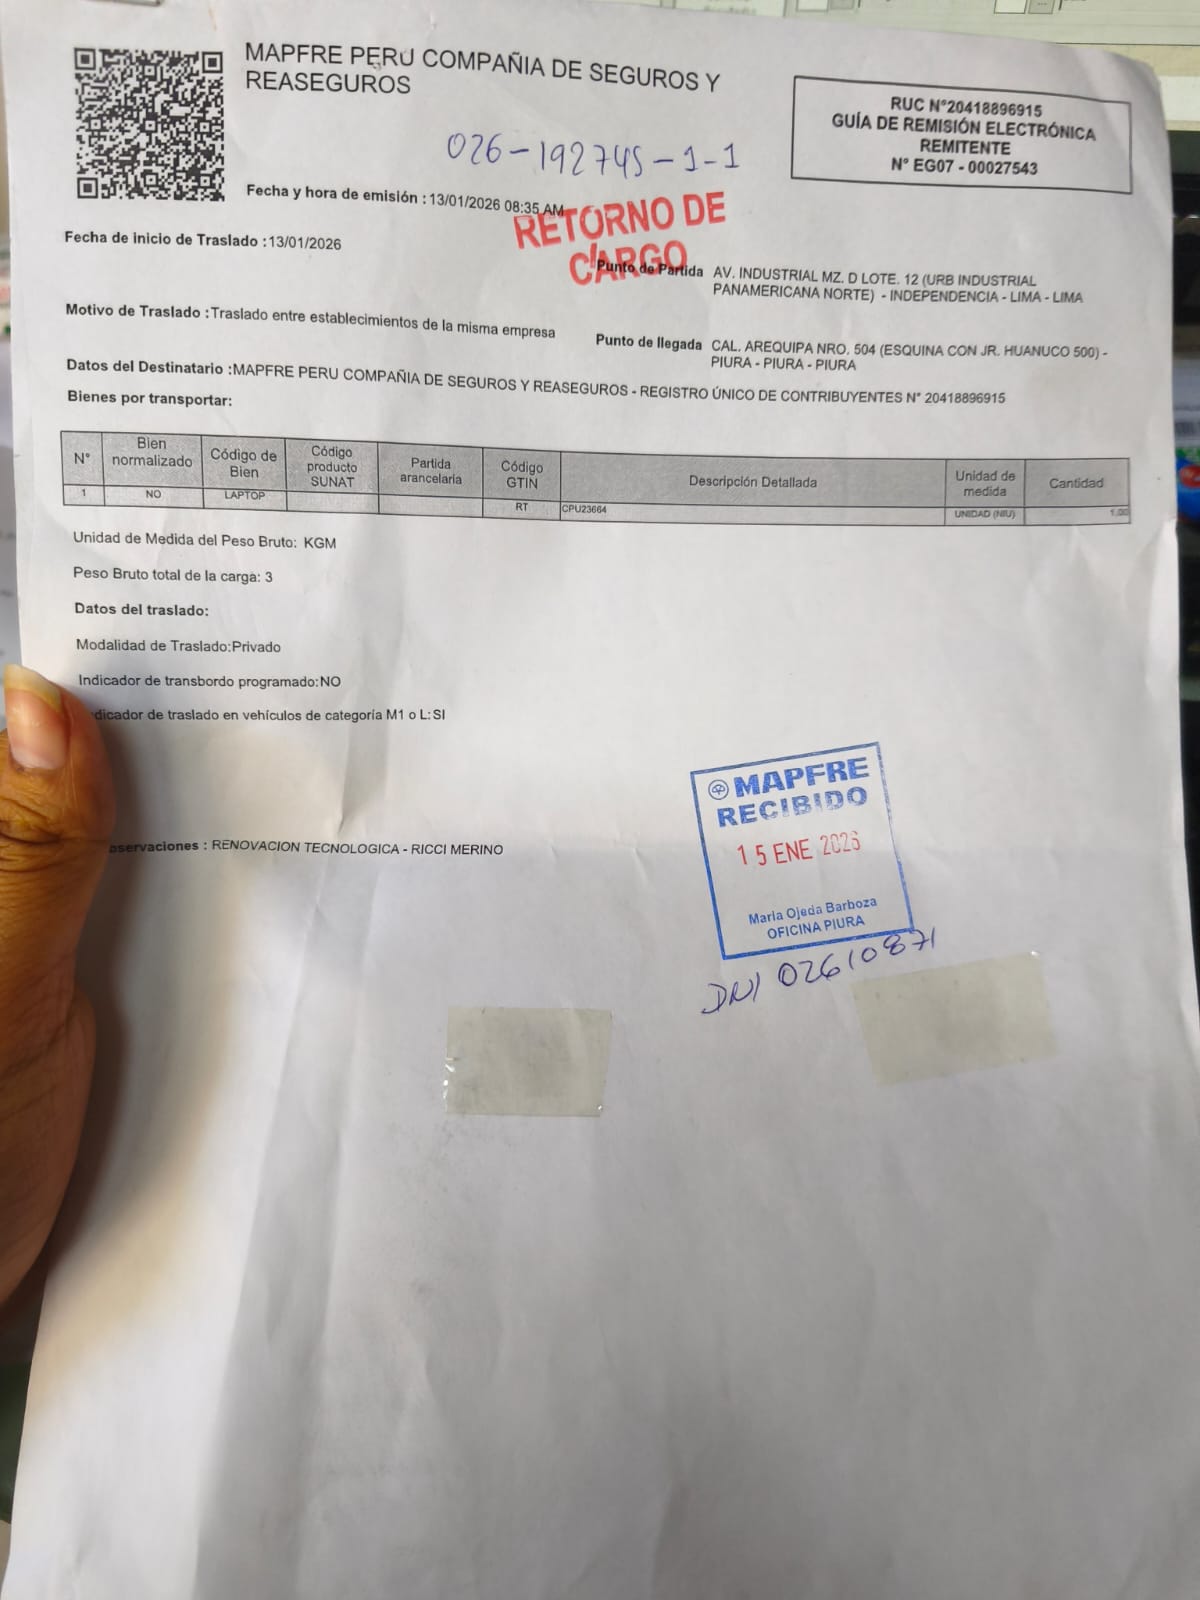 MAPFRE PERU COMPAÑIA DE SEGUROS Y
REASEGUROS
RUC N°20418896915
GUÍA DE REMISIÓN ELECTRÓNICA
REMITENTE
N° EG07 - 00027543
026-192745-1-1
Fecha y hora de emisión : 13/01/2026 08:35 AM
RETORNO DE
CARGO
Fecha de inicio de Traslado :13/01/2026
Punto de Partida AV. INDUSTRIAL MZ. D LOTE. 12 (URB INDUSTRIAL
PANAMERICANA NORTE) - INDEPENDENCIA - LIMA - LIMA
Motivo de Traslado :Traslado entre establecimientos de la misma empresa
Punto de llegada CAL. AREQUIPA NRO. 504 (ESQUINA CON JR. HUANUCO 500) -
PIURA - PIURA - PIURA
Datos del Destinatario :MAPFRE PERU COMPAÑIA DE SEGUROS Y REASEGUROS - REGISTRO ÚNICO DE CONTRIBUYENTES N° 20418896915
Bienes por transportar:
N° Bien normalizado Código de Bien Código producto SUNAT Partida arancelaria Código GTIN Descripción Detallada Unidad de medida Cantidad
1 NO LAPTOP RT CPU23664 UNIDAD (NIU) 1.00
Unidad de Medida del Peso Bruto: KGM
Peso Bruto total de la carga: 3
Datos del traslado:
Modalidad de Traslado:Privado
Indicador de transbordo programado:NO
dicador de traslado en vehículos de categoría M1 o L:SI
MAPFRE
RECIBIDO
15 ENE 2026
Maria Ojeda Barboza
OFICINA PIURA
DNI 02610871
servaciones : RENOVACION TECNOLOGICA - RICCI MERINO